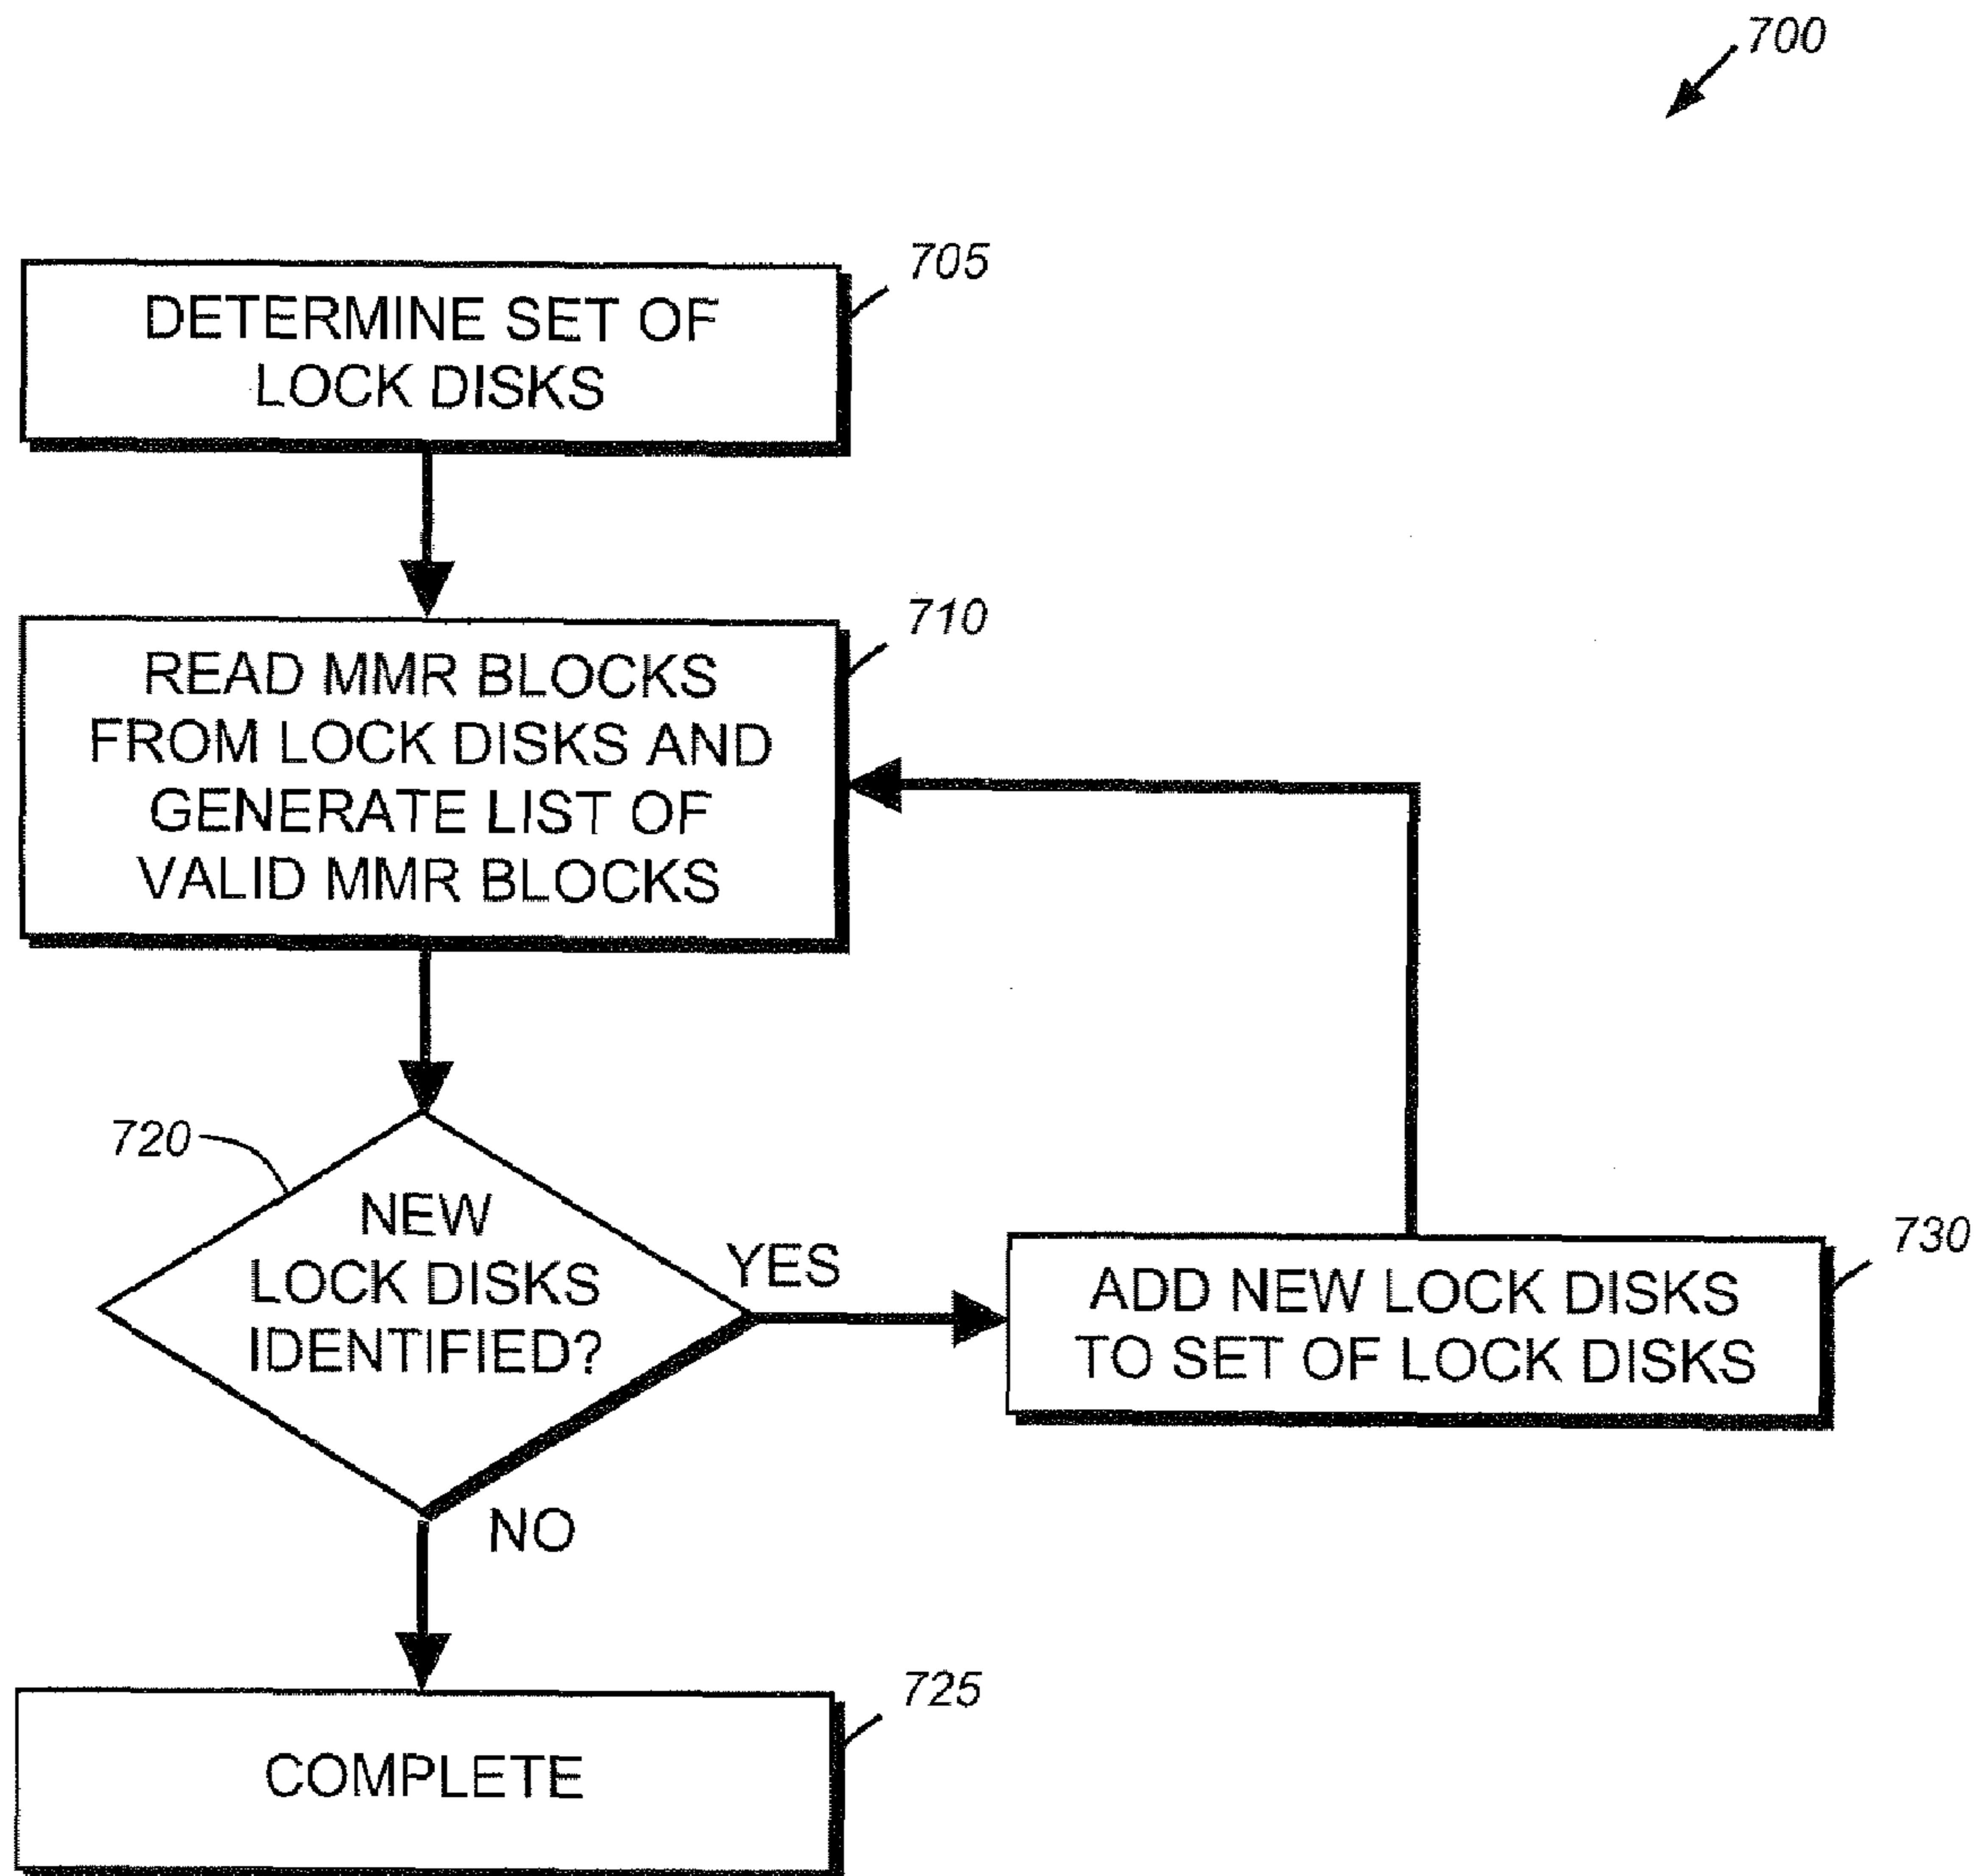 700
705
DETERMINE SET OF
LOCK DISKS
710
READ MMR BLOCKS
FROM LOCK DISKS AND
GENERATE LIST OF
VALID MMR BLOCKS
720
NEW
LOCK DISKS
IDENTIFIED?
YES
730
ADD NEW LOCK DISKS
TO SET OF LOCK DISKS
NO
725
COMPLETE